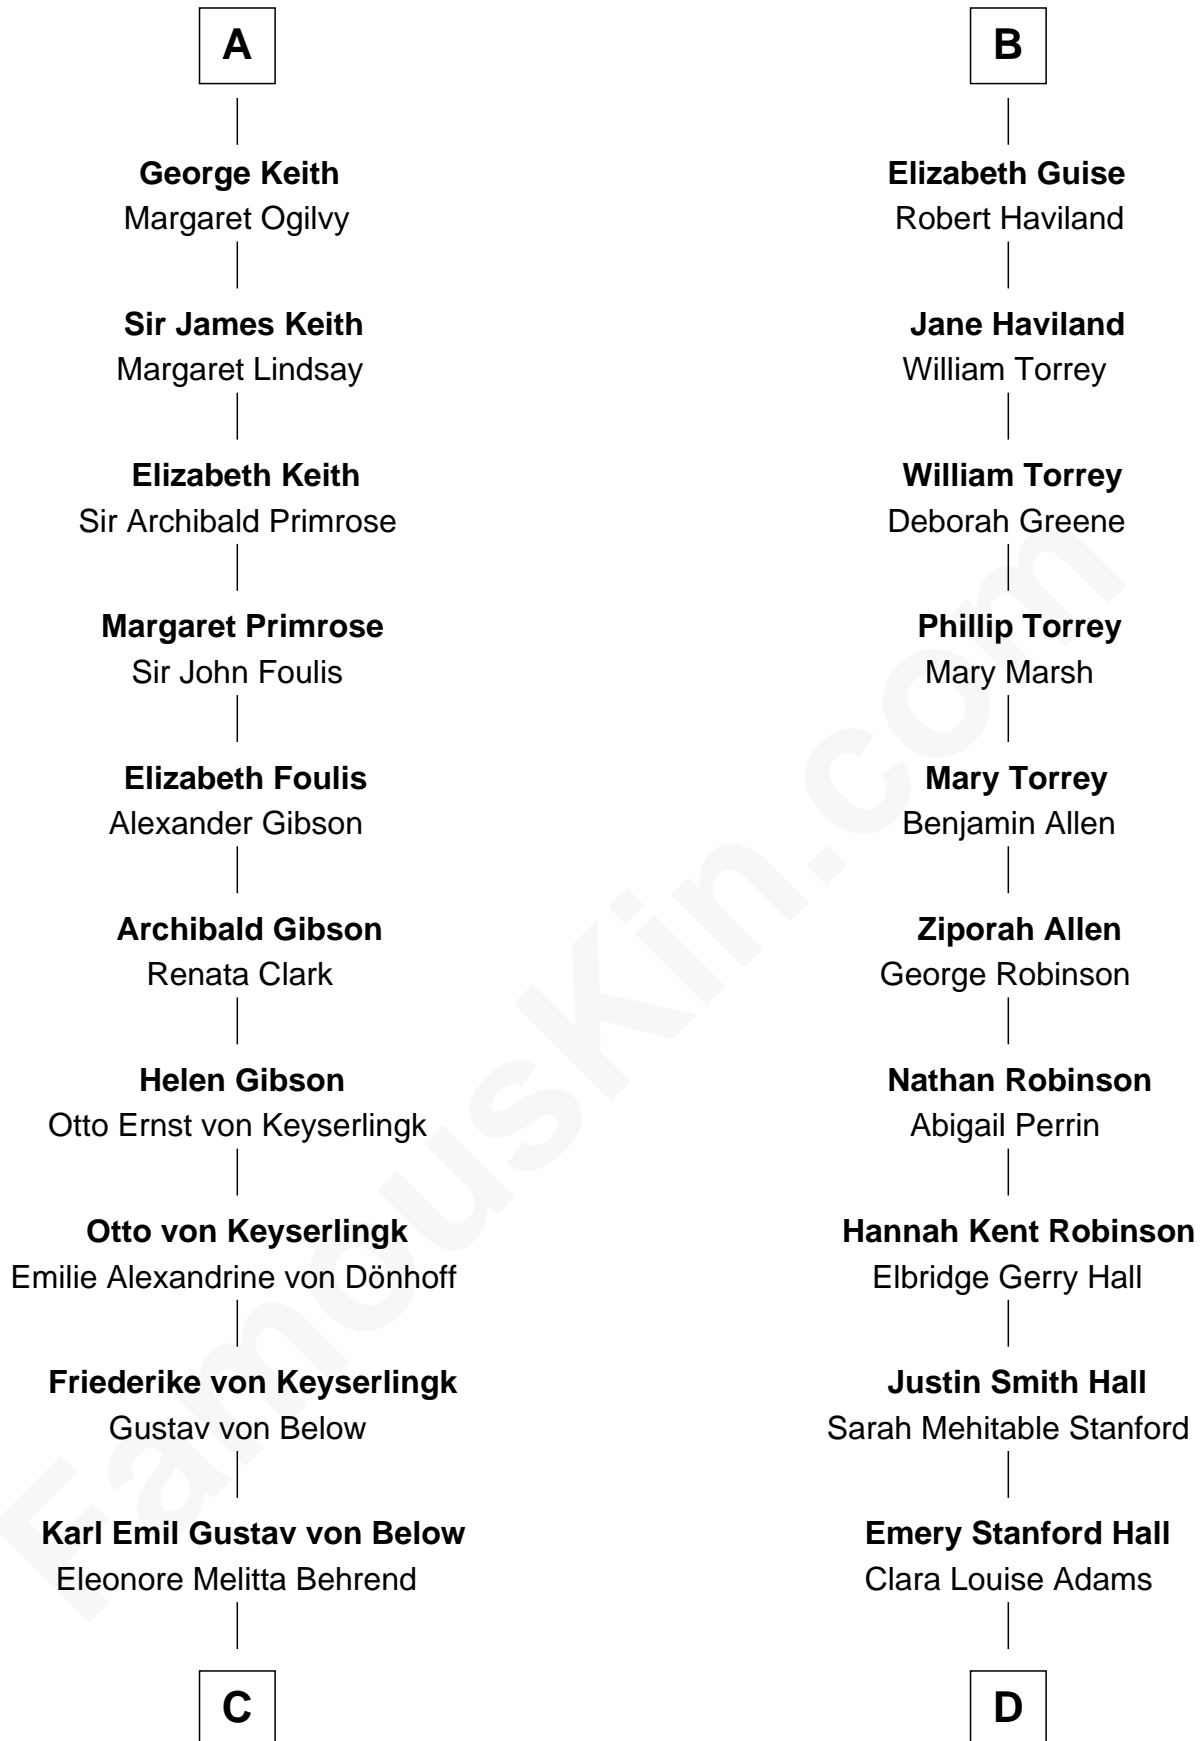 A
George Keith
Margaret Ogilvy
Sir James Keith
Margaret Lindsay
Elizabeth Keith
Sir Archibald Primrose
Margaret Primrose
Sir John Foulis
Elizabeth Foulis
Alexander Gibson
Archibald Gibson
Renata Clark
Helen Gibson
Otto Ernst von Keyserlingk
Otto von Keyserlingk
Emilie Alexandrine von Dönhoff
Friederike von Keyserlingk
Gustav von Below
Karl Emil Gustav von Below
Eleonore Melitta Behrend
C
B
Elizabeth Guise
Robert Haviland
Jane Haviland
William Torrey
William Torrey
Deborah Greene
Phillip Torrey
Mary Marsh
Mary Torrey
Benjamin Allen
Ziporah Allen
George Robinson
Nathan Robinson
Abigail Perrin
Hannah Kent Robinson
Elbridge Gerry Hall
Justin Smith Hall
Sarah Mehitable Stanford
Emery Stanford Hall
Clara Louise Adams
D
FamousKin.com